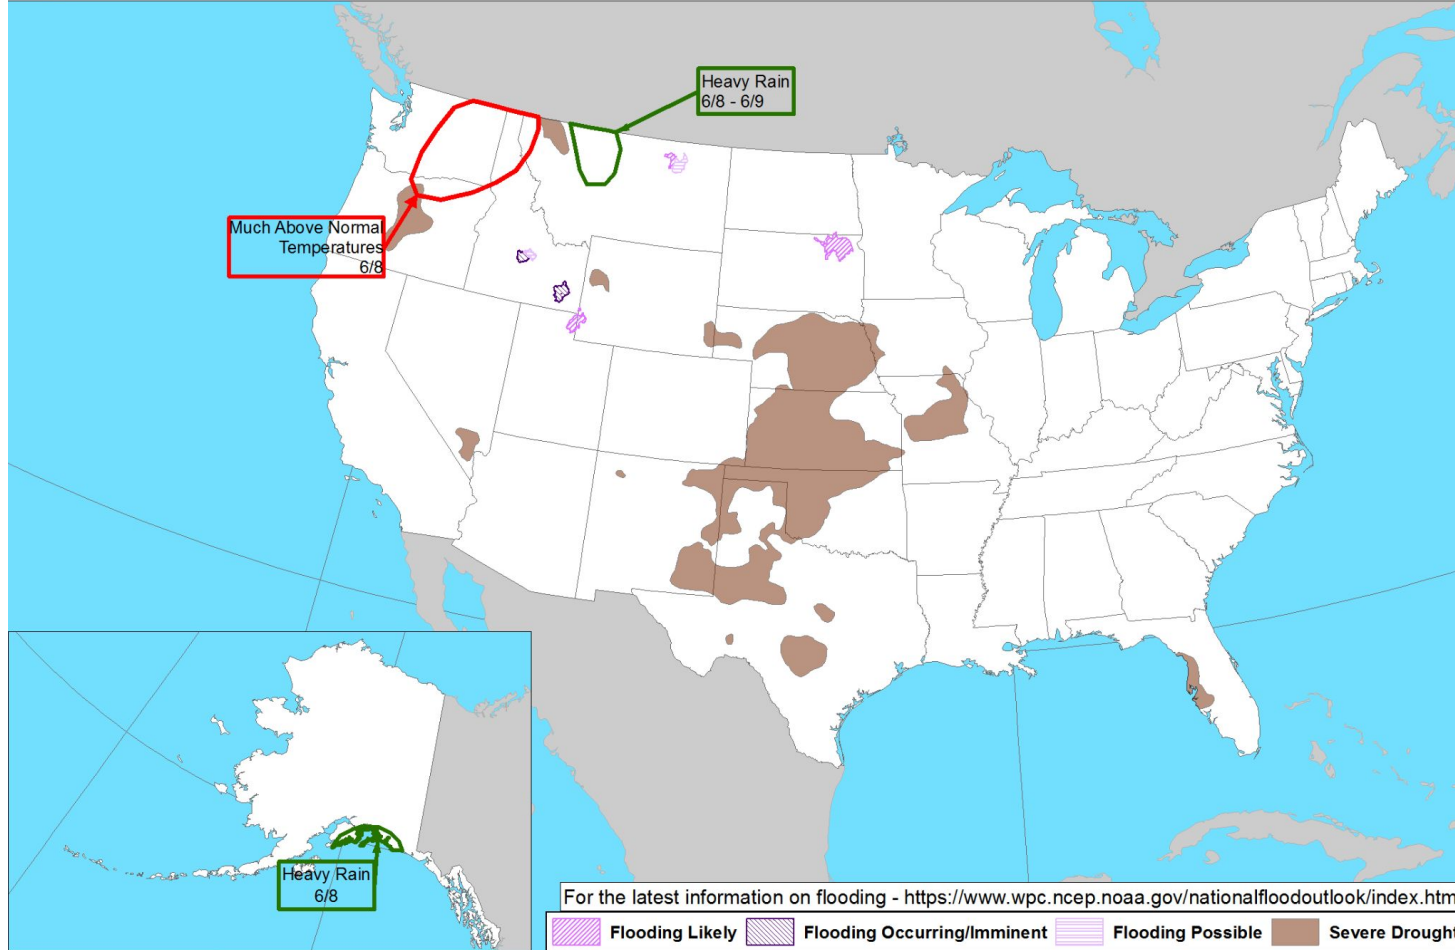 Heavy Rain
6/8 - 6/9
Much Above Normal
Temperatures
6/8
Heavy Rain
6/8
For the latest information on flooding - https://www.wpc.ncep.noaa.gov/nationalfloodoutlook/index.htm
Flooding Likely Flooding Occurring/Imminent Flooding Possible Severe Drough